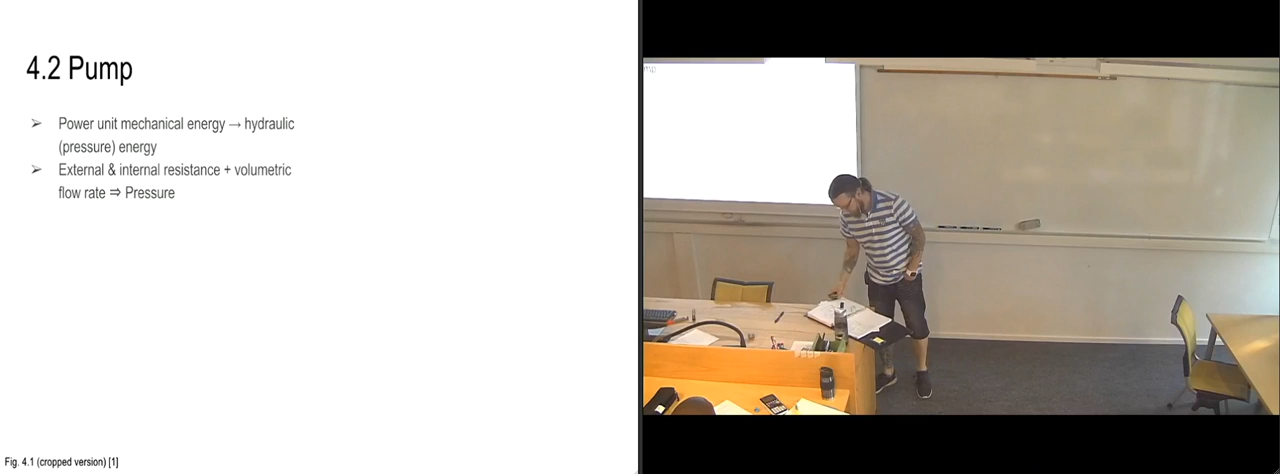 4.2 Pump
➢ Power unit mechanical energy → hydraulic
(pressure) energy
➢ External & internal resistance + volumetric
flow rate ⇒ Pressure
Fig. 4.1 (cropped version) [1]